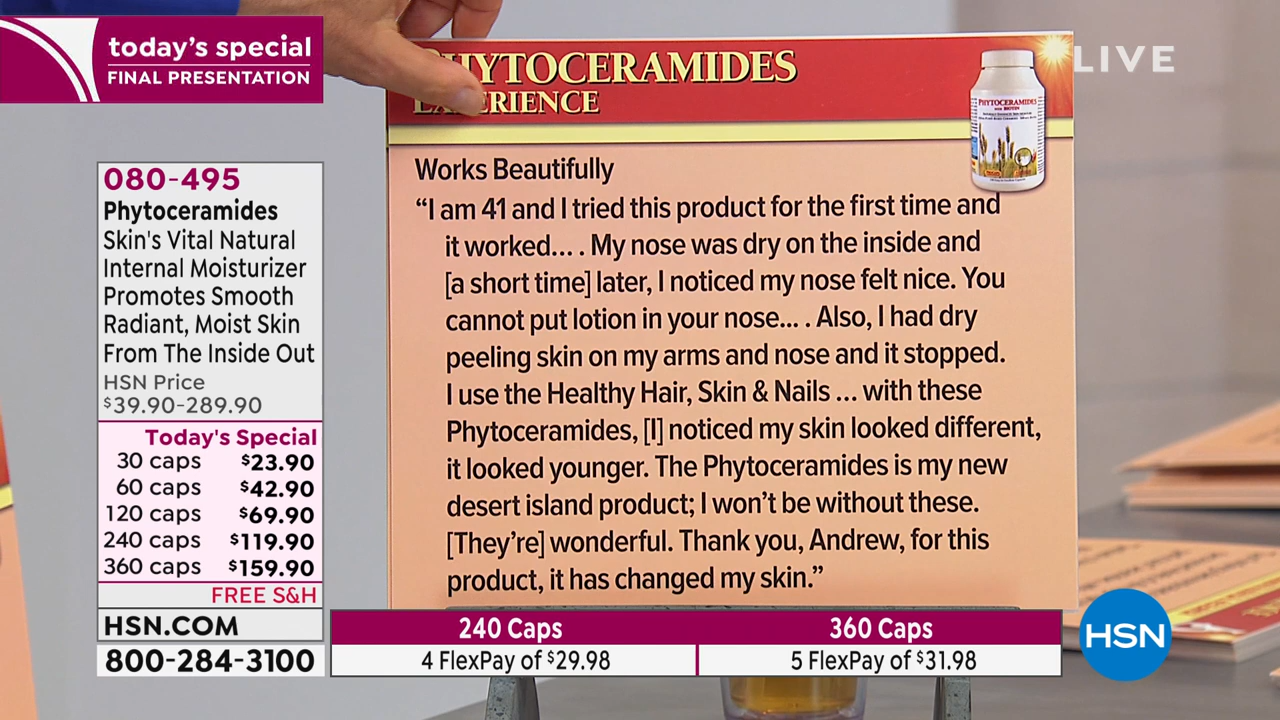 today's special
FINAL PRESENTATION
LIVE
PHYTOCERAMIDES
EXPERIENCE
PHYTOCERAMIDES
WITH BIOTIN
080-495
Phytoceramides
Skin's Vital Natural
Internal Moisturizer
Promotes Smooth
Radiant, Moist Skin
From The Inside Out
HSN Price
$39.90-289.90
Today's Special
30 caps $23.90
60 caps $42.90
120 caps $69.90
240 caps $119.90
360 caps $159.90
FREE S&H
HSN.COM
800-284-3100
Works Beautifully
“I am 41 and I tried this product for the first time and
it worked... . My nose was dry on the inside and
[a short time] later, I noticed my nose felt nice. You
cannot put lotion in your nose... . Also, I had dry
peeling skin on my arms and nose and it stopped.
I use the Healthy Hair, Skin & Nails ... with these
Phytoceramides, [I] noticed my skin looked different,
it looked younger. The Phytoceramides is my new
desert island product; I won’t be without these.
[They’re] wonderful. Thank you, Andrew, for this
product, it has changed my skin.”
240 Caps 360 Caps
4 FlexPay of $29.98 5 FlexPay of $31.98
HSN